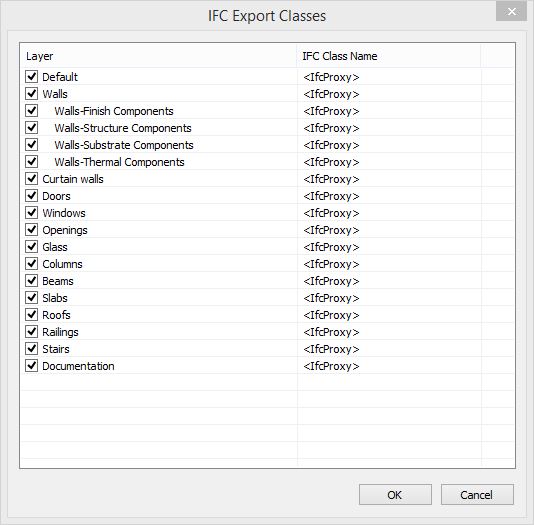 IFC Export Classes
Layer IFC Class Name
Default <IfcProxy>
Walls <IfcProxy>
Walls-Finish Components <IfcProxy>
Walls-Structure Components <IfcProxy>
Walls-Substrate Components <IfcProxy>
Walls-Thermal Components <IfcProxy>
Curtain walls <IfcProxy>
Doors <IfcProxy>
Windows <IfcProxy>
Openings <IfcProxy>
Glass <IfcProxy>
Columns <IfcProxy>
Beams <IfcProxy>
Slabs <IfcProxy>
Roofs <IfcProxy>
Railings <IfcProxy>
Stairs <IfcProxy>
Documentation <IfcProxy>
OK Cancel